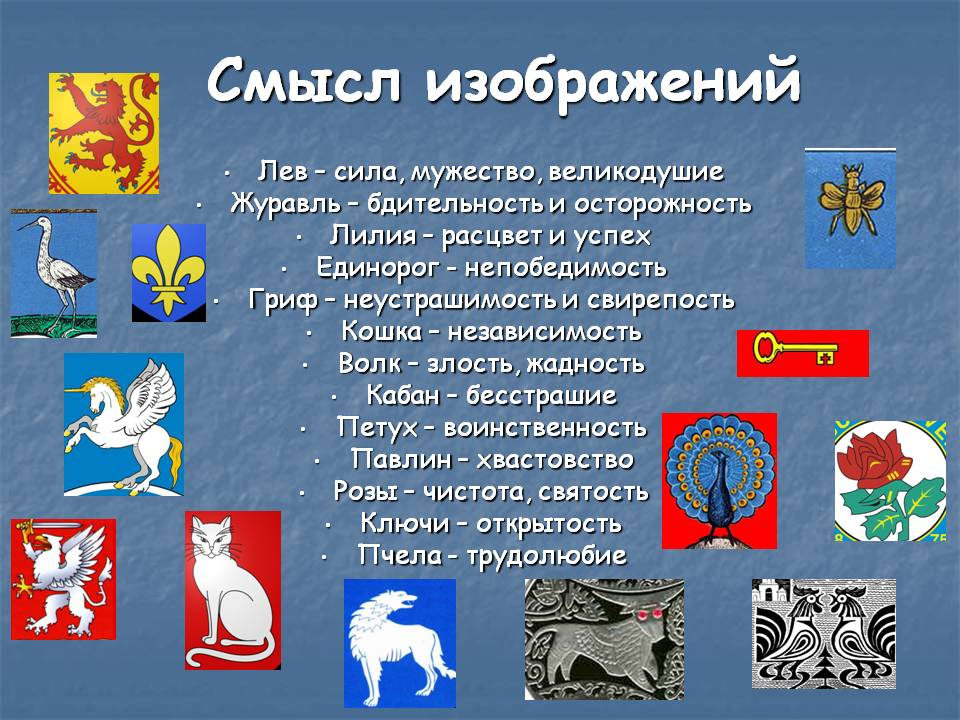 Смысл изображений
• Лев – сила, мужество, великодушие
• Журавль – бдительность и осторожность
• Лилия – расцвет и успех
• Единорог - непобедимость
• Гриф – неустрашимость и свирепость
• Кошка – независимость
• Волк – злость, жадность
• Кабан – бесстрашие
• Петух – воинственность
• Павлин – хвастовство
• Розы – чистота, святость
• Ключи – открытость
• Пчела - трудолюбие